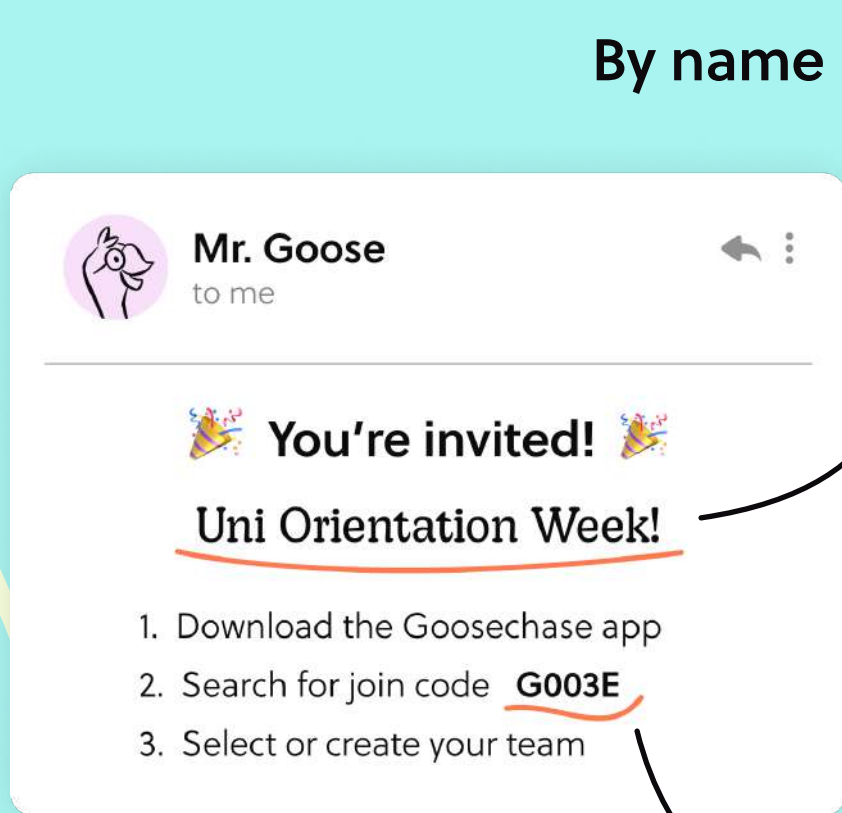 By name
Mr. Goose
to me
You're invited!
Uni Orientation Week!
1. Download the Goosechase app
2. Search for join code G003E
3. Select or create your team